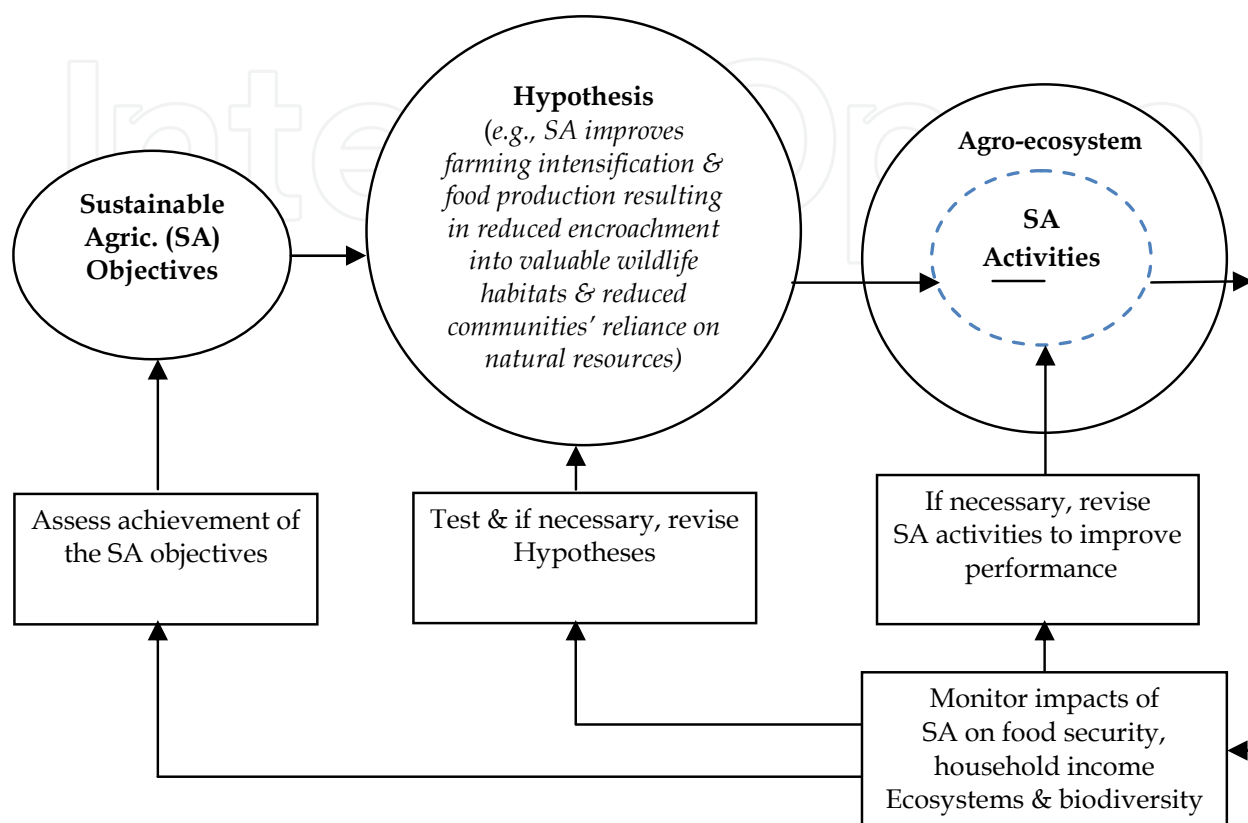 Sustainable
Agric. (SA)
Objectives
Hypothesis
(e.g., SA improves
farming intensification &
food production resulting
in reduced encroachment
into valuable wildlife
habitats & reduced
communities’ reliance on
natural resources)
Agro-ecosystem
SA
Activities
Assess achievement of
the SA objectives
Test & if necessary, revise
Hypotheses
If necessary, revise
SA activities to improve
performance
Monitor impacts of
SA on food security,
household income
Ecosystems & biodiversity